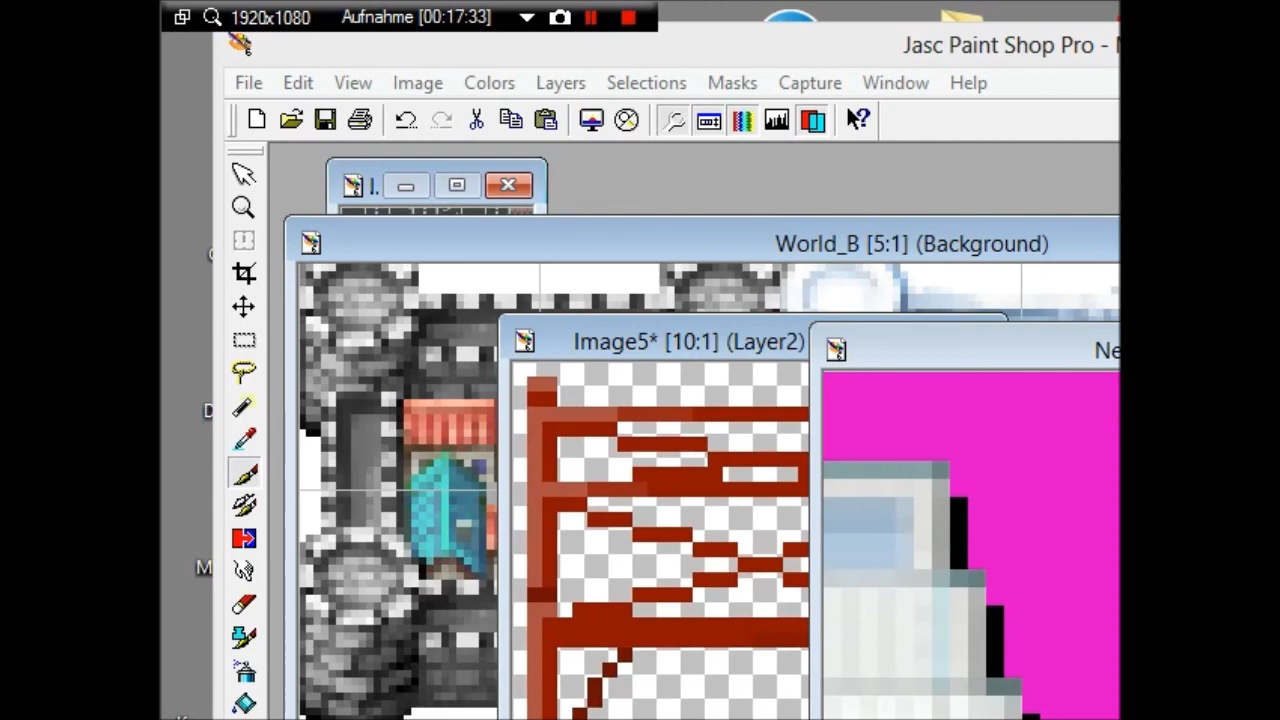 1920x1080 Aufnahme [00:17:33]
Jasc Paint Shop Pro -
File Edit View Image Colors Layers Selections Masks Capture Window Help
I.
World_B [5:1] (Background)
Image5* [10:1] (Layer2)
Ne
D
M